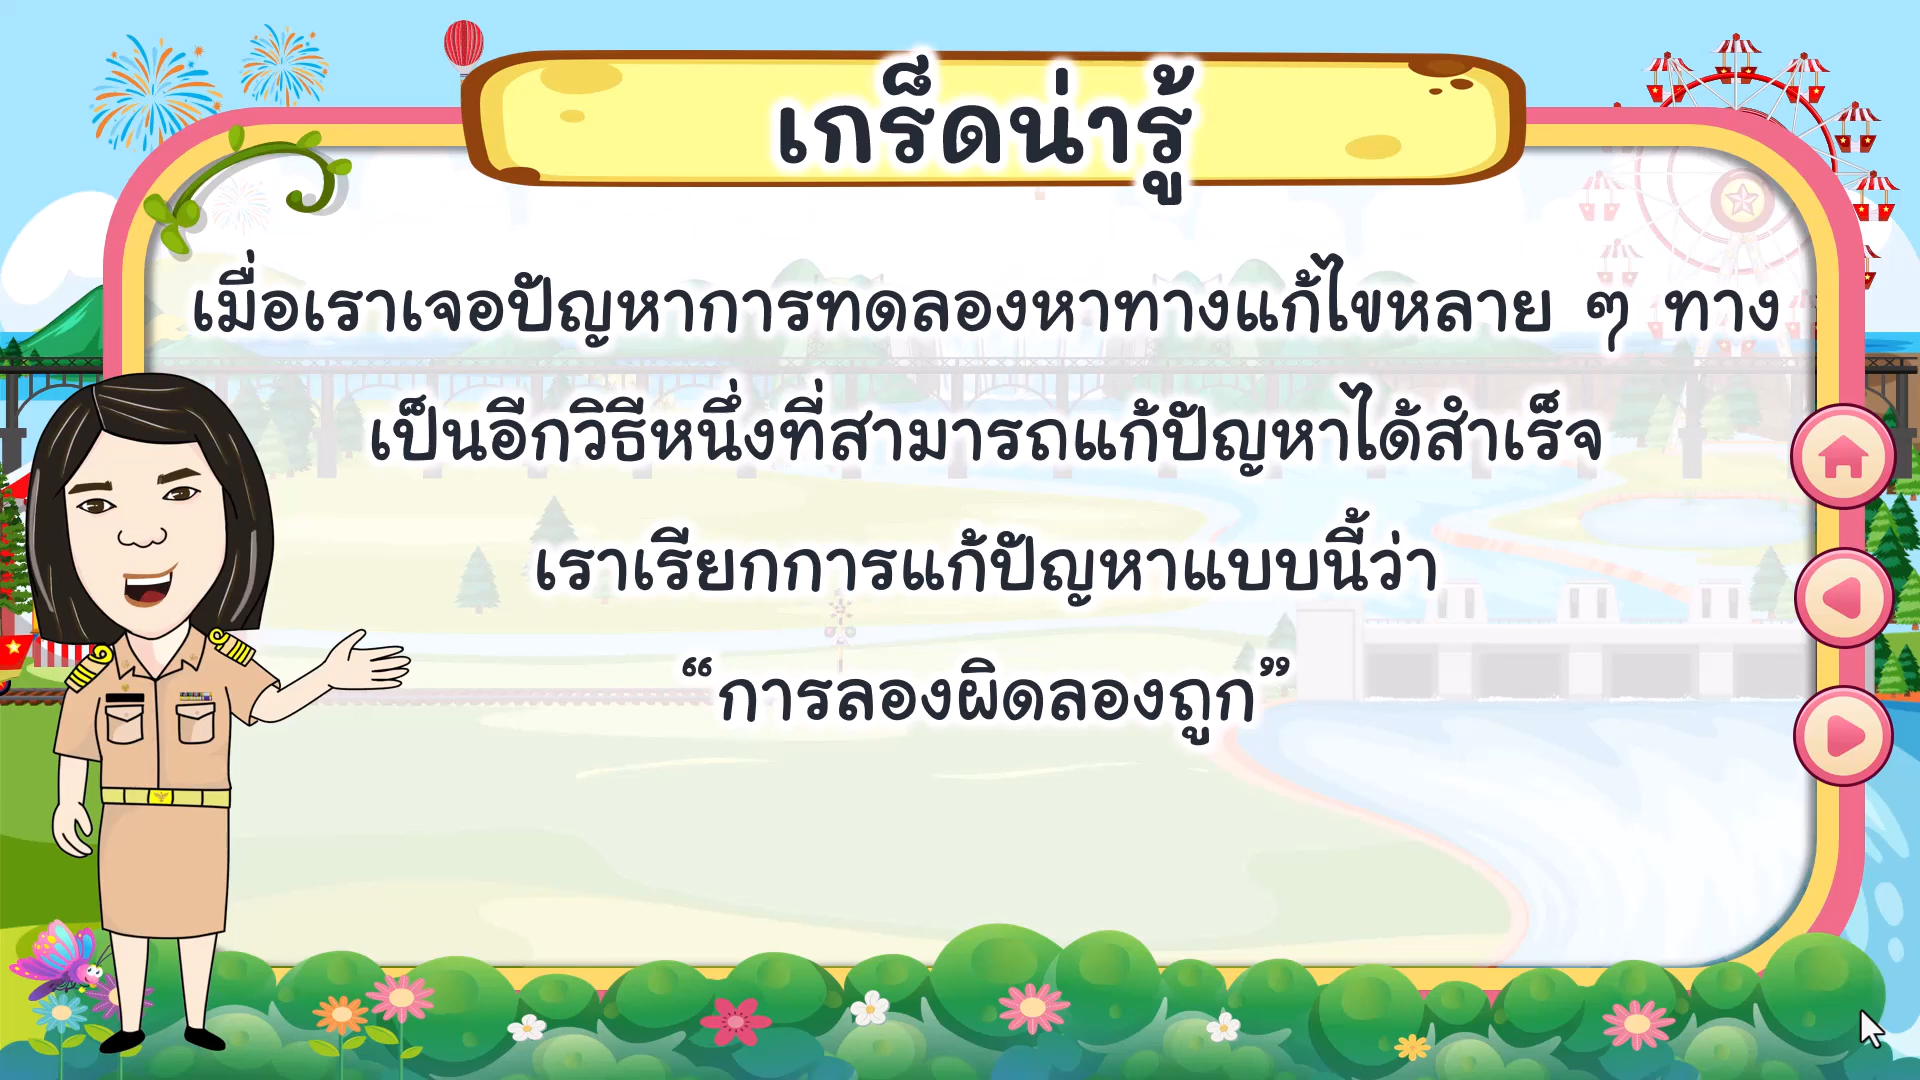 เกร็ดน่ารู้
เมื่อเราเจอปัญหาการทดลองหาทางแก้ไขหลาย ๆ ทาง
เป็นอีกวิธีหนึ่งที่สามารถแก้ปัญหาได้สำเร็จ
เราเรียกการแก้ปัญหาแบบนี้ว่า
“การลองผิดลองถูก”